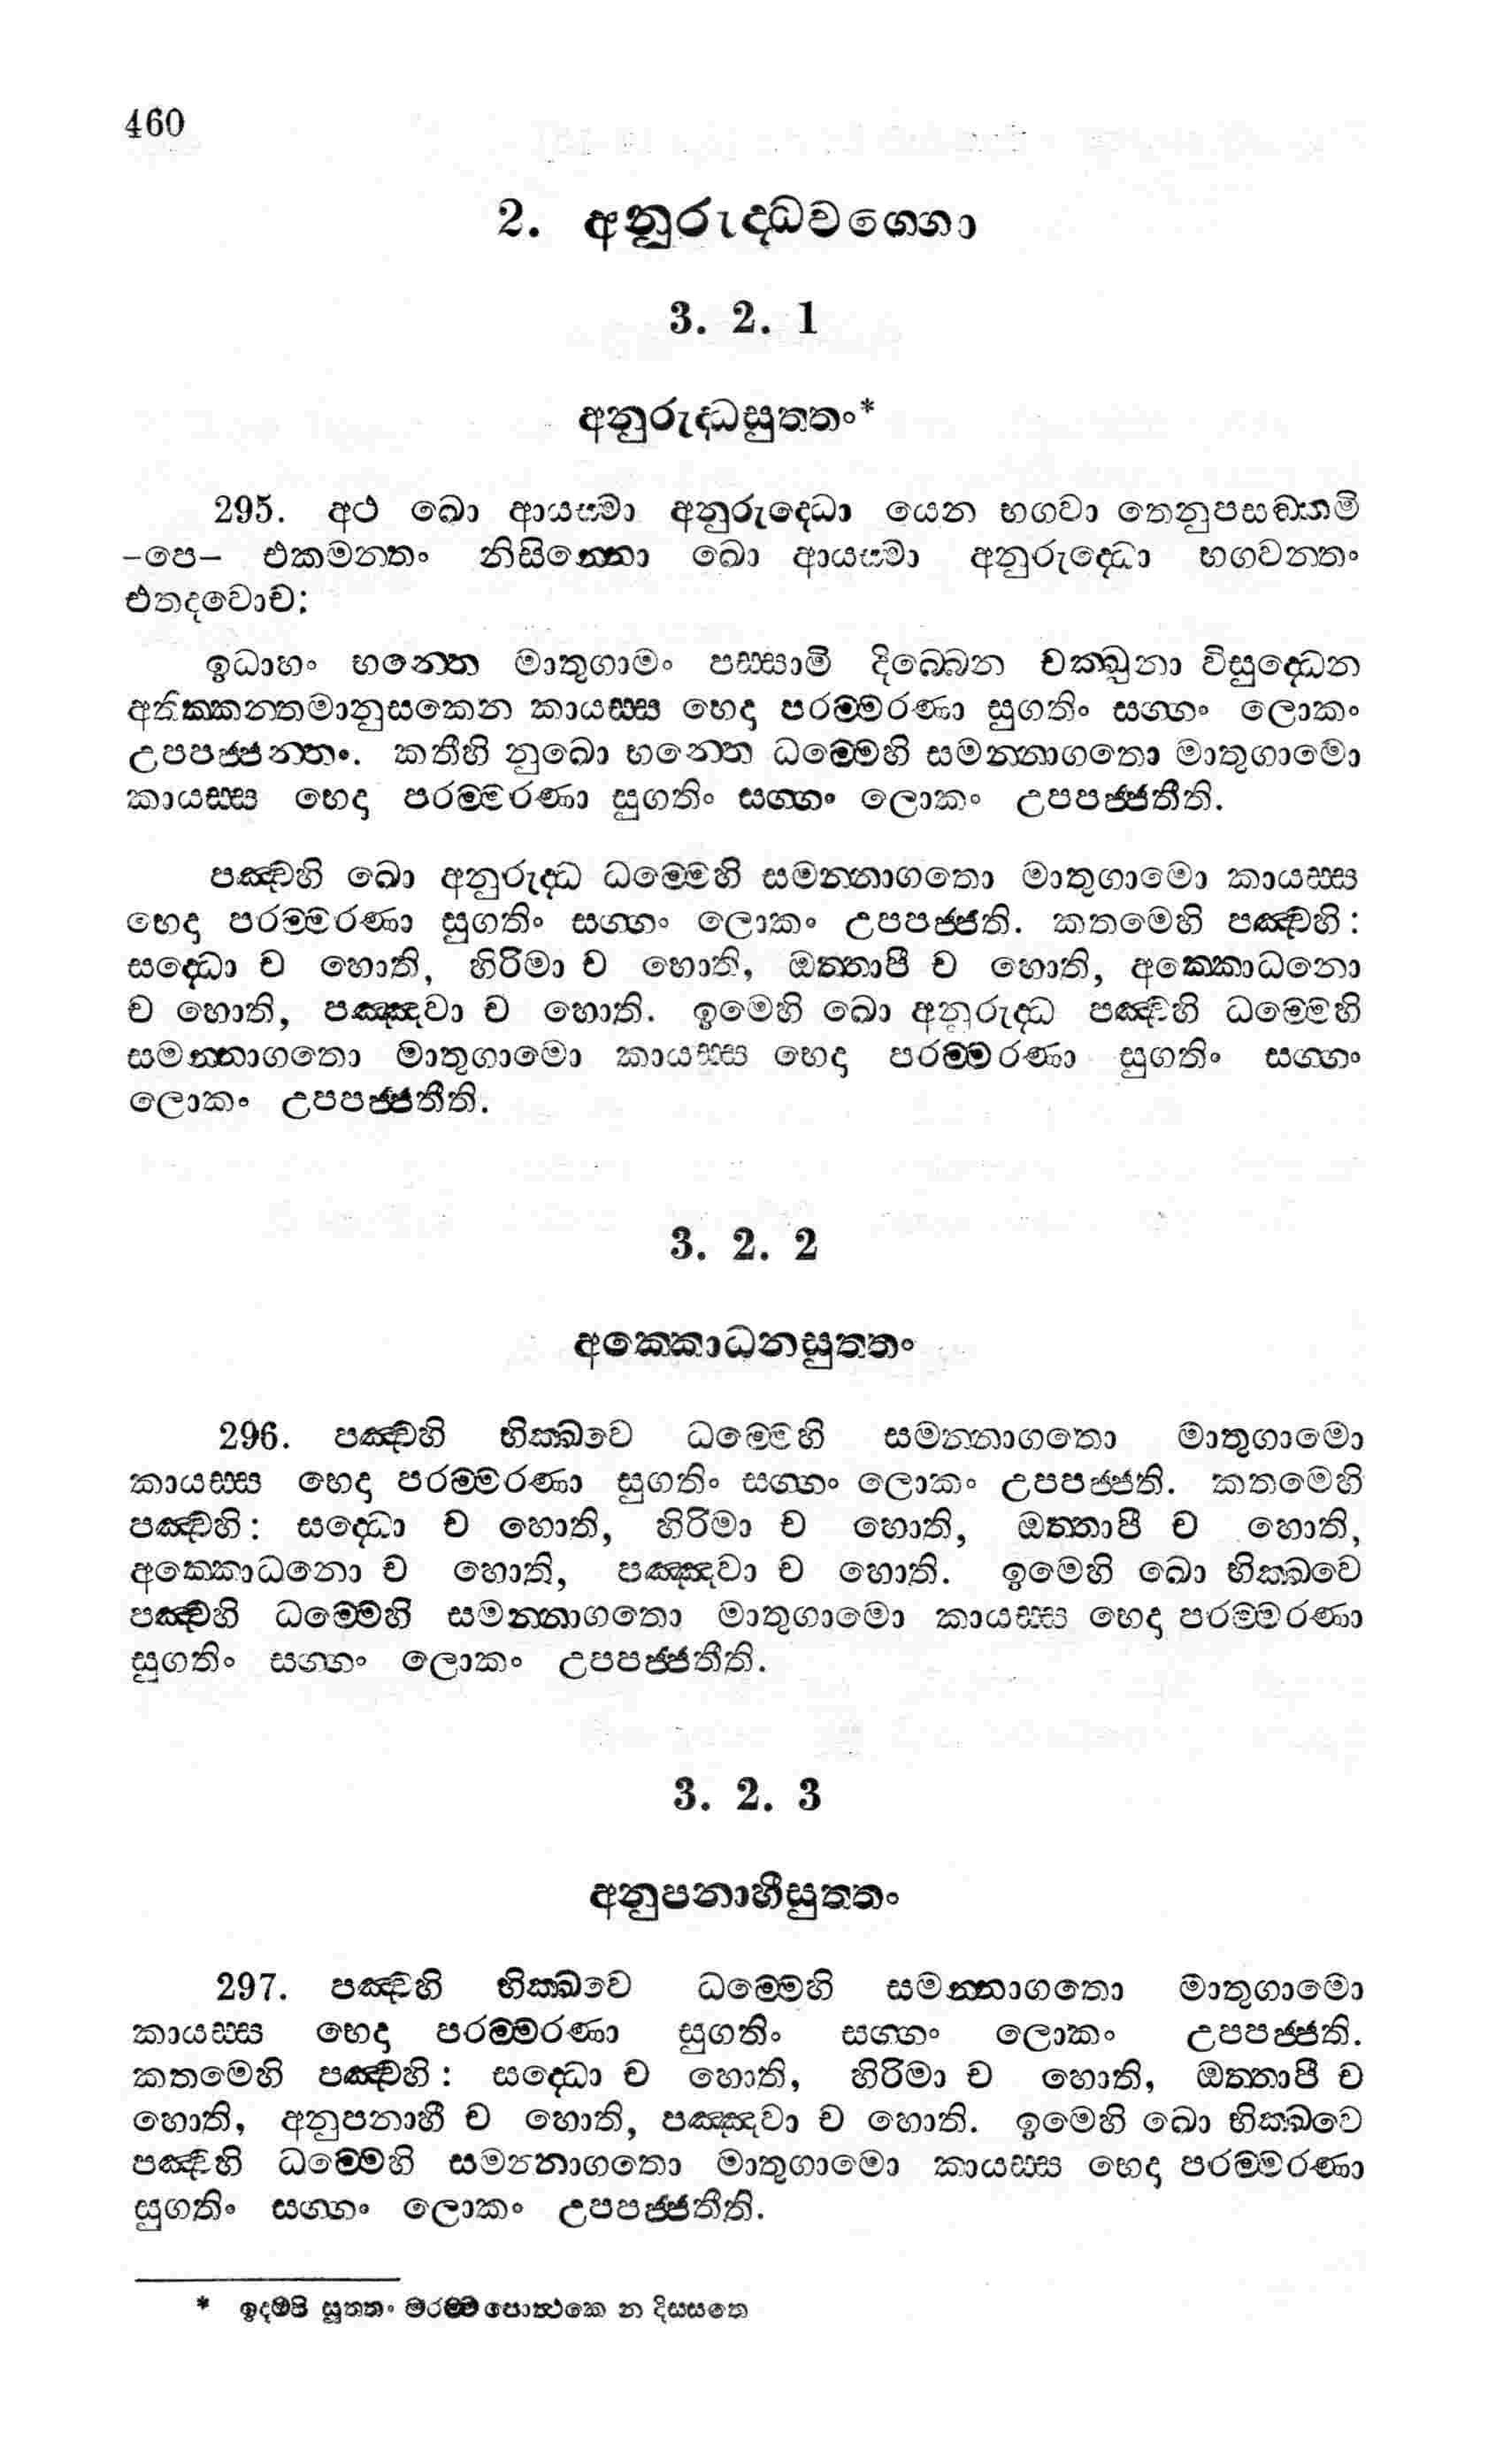 460
2. අනුරුද්ධවග්ගො
3. 2. 1
අනුරුද්ධසුත්තං*
295. අථ ඛො ආයස්මා අනුරුද්ධො යෙන භගවා තෙනුපසඞ්කමි
–පෙ– එකමන්තං නිසින්නො ඛො ආයස්මා අනුරුද්ධො භගවන්තං
එතදවොච:
ඉධාහං භන්තෙ මාතුගාමං පස්සාමි දිබ්බෙන චක්ඛුනා විසුද්ධෙන
අතික්කන්තමානුසකෙන කායස්ස භෙදා පරම්මරණා සුගතිං සග්ගං ලොකං
උපපජ්ජන්තං. කතීහි නුඛො භන්තෙ ධම්මෙහි සමන්නාගතො මාතුගාමො
කායස්ස භෙදා පරම්මරණා සුගතිං සග්ගං ලොකං උපපජ්ජතීති.
පඤ්චහි ඛො අනුරුද්ධ ධම්මෙහි සමන්නාගතො මාතුගාමො කායස්ස
භෙදා පරම්මරණා සුගතිං සග්ගං ලොකං උපපජ්ජති. කතමෙහි පඤ්චහි:
සද්ධො ච හොති, හිරිමා ච හොති, ඔත්තාපී ච හොති, අක්කොධනො
ච හොති, පඤ්ඤවා ච හොති. ඉමෙහි ඛො අනුරුද්ධ පඤ්චහි ධම්මෙහි
සමන්නාගතො මාතුගාමො කායස්ස භෙදා පරම්මරණා සුගතිං සග්ගං
ලොකං උපපජ්ජතීති.
3. 2. 2
අක්කොධනසුත්තං
296. පඤ්චහි භික්ඛවෙ ධම්මෙහි සමන්නාගතො මාතුගාමො
කායස්ස භෙදා පරම්මරණා සුගතිං සග්ගං ලොකං උපපජ්ජති. කතමෙහි
පඤ්චහි: සද්ධො ච හොති, හිරිමා ච හොති, ඔත්තාපී ච හොති,
අක්කොධනො ච හොති, පඤ්ඤවා ච හොති. ඉමෙහි ඛො භික්ඛවෙ
පඤ්චහි ධම්මෙහි සමන්නාගතො මාතුගාමො කායස්ස භෙදා පරම්මරණා
සුගතිං සග්ගං ලොකං උපපජ්ජතීති.
3. 2. 3
අනුපනාහීසුත්තං
297. පඤ්චහි භික්ඛවෙ ධම්මෙහි සමන්නාගතො මාතුගාමො
කායස්ස භෙදා පරම්මරණා සුගතිං සග්ගං ලොකං උපපජ්ජති.
කතමෙහි පඤ්චහි: සද්ධො ච හොති, හිරිමා ච හොති, ඔත්තාපී ච
හොති, අනුපනාහී ච හොති, පඤ්ඤවා ච හොති. ඉමෙහි ඛො භික්ඛවෙ
පඤ්චහි ධම්මෙහි සමන්නාගතො මාතුගාමො කායස්ස භෙදා පරම්මරණා
සුගතිං සග්ගං ලොකං උපපජ්ජතීති.
* ඉදම්පි සූත්තං මරම්ම පොත්ථකෙ න දිස්සතෙ